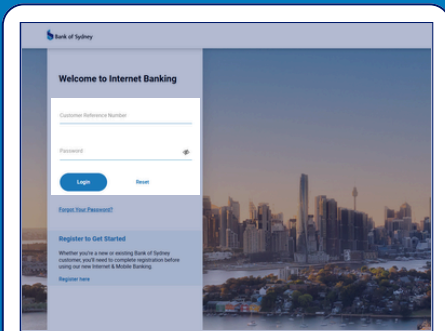 Bank of Sydney
Welcome to Internet Banking
Customer Reference Number
Password
Login Reset
Forgot Your Password?
Register to Get Started
Whether you're a new or existing Bank of Sydney
customer, you'll need to complete registration before
using our new Internet & Mobile Banking.
Register here